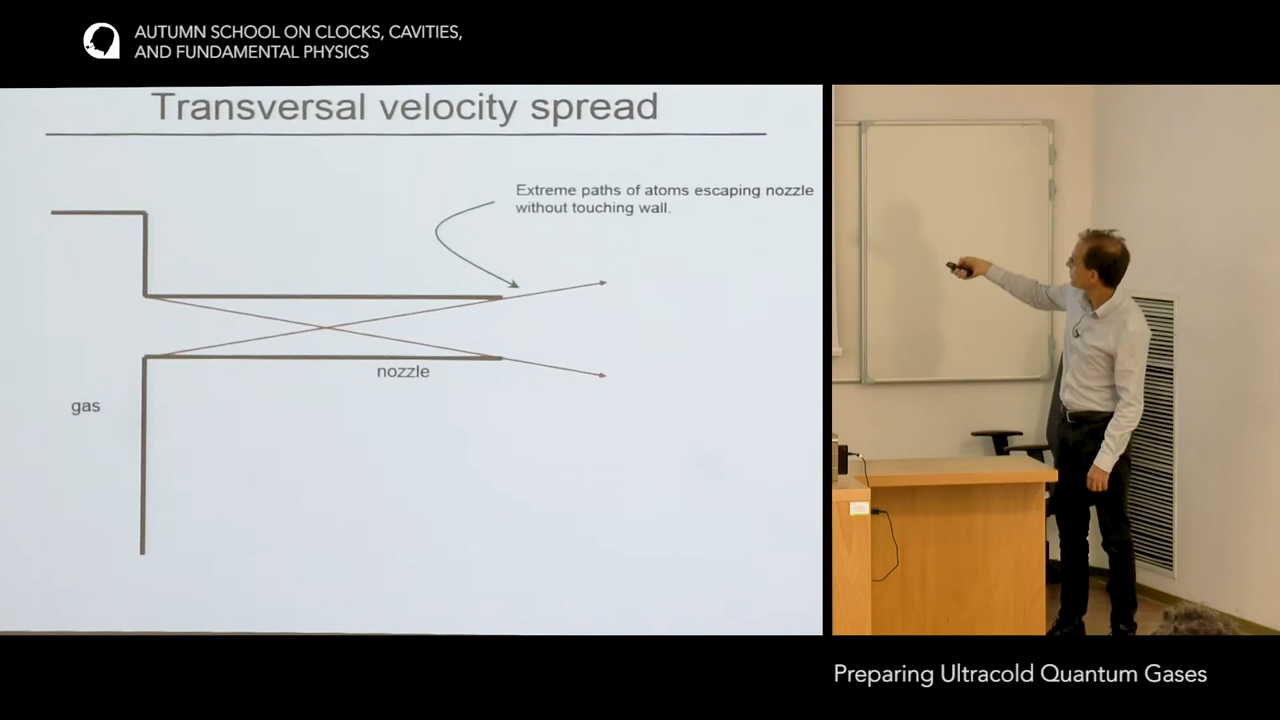 AUTUMN SCHOOL ON CLOCKS, CAVITIES,
AND FUNDAMENTAL PHYSICS
Transversal velocity spread
Extreme paths of atoms escaping nozzle
without touching wall.
nozzle
gas
Preparing Ultracold Quantum Gases